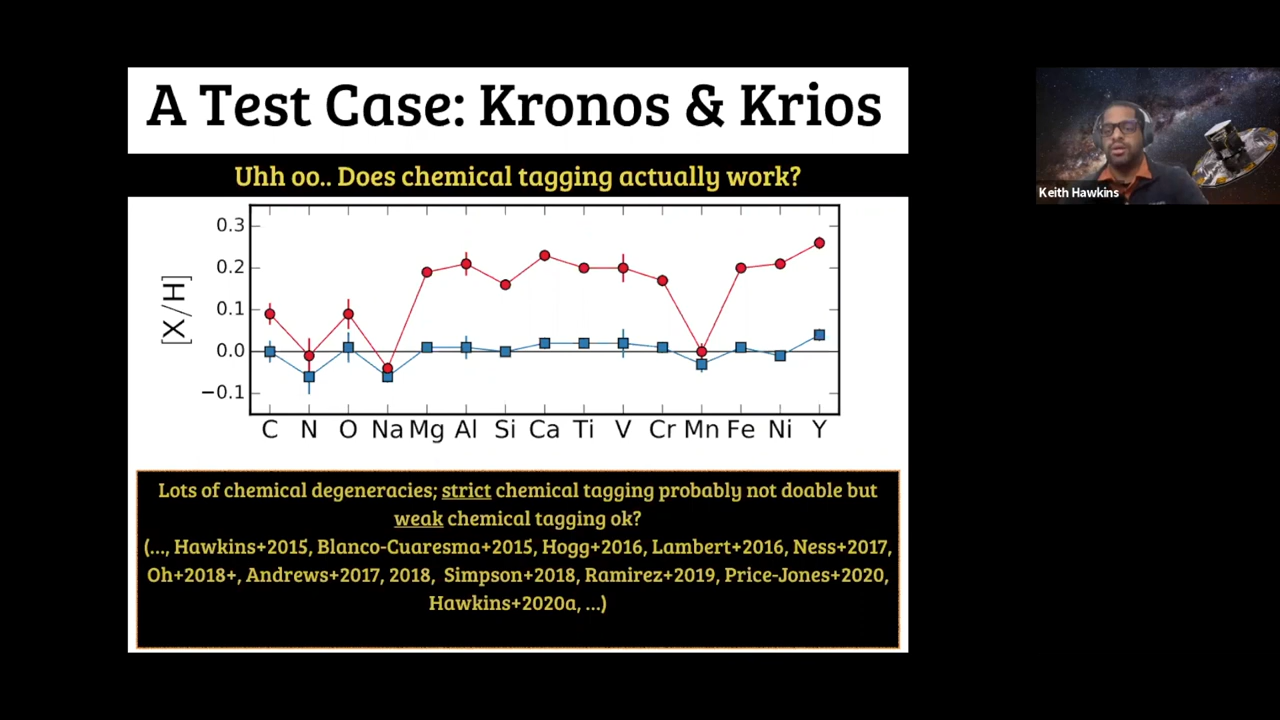 A Test Case: Kronos & Krios
Uhh oo.. Does chemical tagging actually work?
Keith Hawkins
[X/H]
0.3
0.2
0.1
0.0
−0.1
C N O Na Mg Al Si Ca Ti V Cr Mn Fe Ni Y
Lots of chemical degeneracies; strict chemical tagging probably not doable but
weak chemical tagging ok?
(..., Hawkins+2015, Blanco-Cuaresma+2015, Hogg+2016, Lambert+2016, Ness+2017,
Oh+2018+, Andrews+2017, 2018, Simpson+2018, Ramirez+2019, Price-Jones+2020,
Hawkins+2020a, ...)